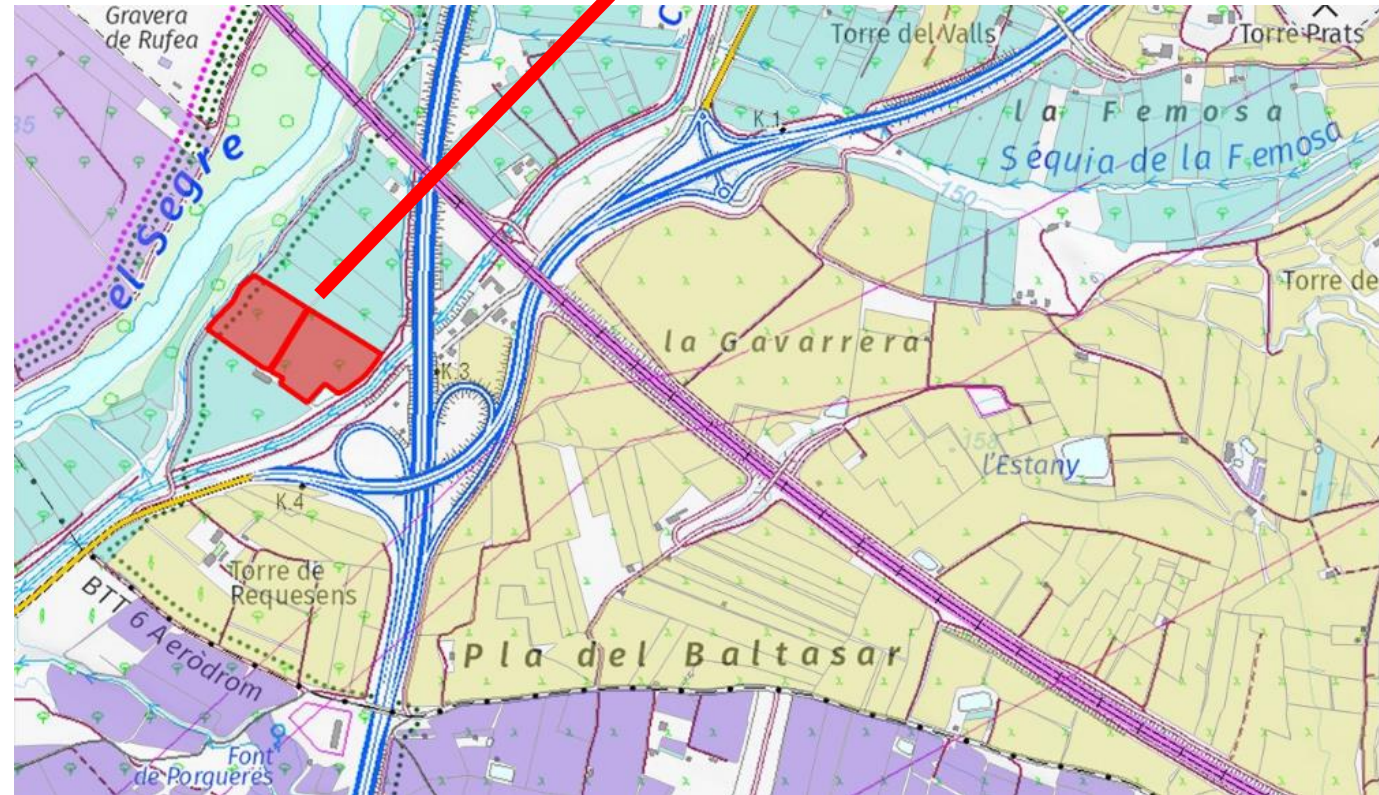 Gravera
de Rufea
Torre del Valls
Torre Prats
K.1
la Femosa
Séquia de la Femosa
150
el Segre
Torre de
la Gavarrera
K.3
158
l'Estany
174
K.4
Torre de
Requesens
BTT 6 Aeròdrom
Pla del Baltasar
Font
de Porqueres